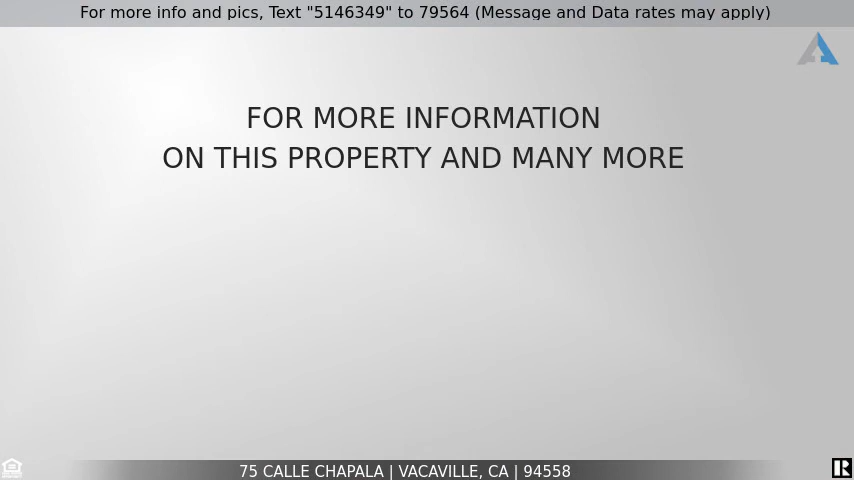 For more info and pics, Text "5146349" to 79564 (Message and Data rates may apply)
FOR MORE INFORMATION
ON THIS PROPERTY AND MANY MORE
75 CALLE CHAPALA | VACAVILLE, CA | 94558